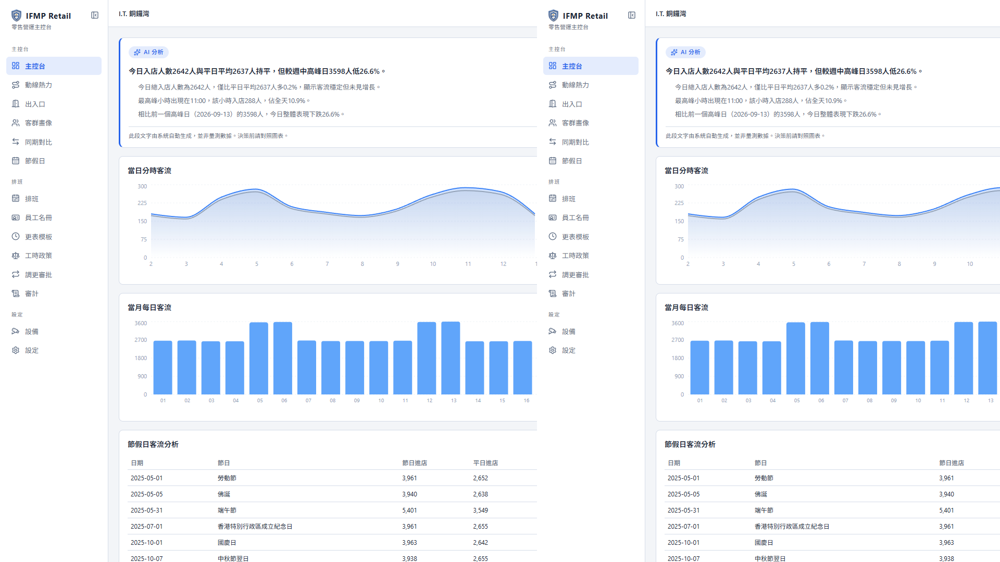 IFMP Retail
零售營運主控台
主控台
主控台
動線熱力
出入口
客群畫像
同期對比
節假日
排班
排班
員工名冊
更表模板
工時政策
調更審批
審計
設定
設備
設定
I.T. 銅鑼灣
AI 分析
今日入店人數2642人與平日平均2637人持平，但較週中高峰日3598人低26.6%。
今日總入店人數為2642人，僅比平日平均2637人多0.2%，顯示客流穩定但未見增長。
最高峰小時出現在11:00，該小時入店288人，佔全天10.9%。
相比前一個高峰日（2026-09-13）的3598人，今日整體表現下跌26.6%。
此段文字由系統自動生成，並非量測數據。決策前請對照圖表。
當日分時客流
300
225
150
75
0
2 3 4 5 6 7 8 9 10 11 12 1
當月每日客流
3600
2700
1800
900
0
01 02 03 04 05 06 07 08 09 10 11 12 13 14 15 16
節假日客流分析
日期 節日 節日進店 平日進店
2025-05-01 勞動節 3,961 2,652
2025-05-05 佛誕 3,940 2,638
2025-05-31 端午節 5,401 3,549
2025-07-01 香港特別行政區成立紀念日 3,961 2,655
2025-10-01 國慶日 3,963 2,642
2025-10-07 中秋節翌日 3,938 2,655
IFMP Retail
零售營運主控台
主控台
主控台
動線熱力
出入口
客群畫像
同期對比
節假日
排班
排班
員工名冊
更表模板
工時政策
調更審批
審計
設定
設備
設定
I.T. 銅鑼灣
AI 分析
今日入店人數2642人與平日平均2637人持平，但較週中高峰日3598人低26.6%。
今日總入店人數為2642人，僅比平日平均2637人多0.2%，顯示客流穩定但未見增長。
最高峰小時出現在11:00，該小時入店288人，佔全天10.9%。
相比前一個高峰日（2026-09-13）的3598人，今日整體表現下跌26.6%。
此段文字由系統自動生成，並非量測數據。決策前請對照圖表。
當日分時客流
300
225
150
75
0
2 3 4 5 6 7 8 9 10
當月每日客流
3600
2700
1800
900
0
01 02 03 04 05 06 07 08 09 10 11 12 13
節假日客流分析
日期 節日 節日進店
2025-05-01 勞動節 3,961
2025-05-05 佛誕 3,940
2025-05-31 端午節 5,401
2025-07-01 香港特別行政區成立紀念日 3,961
2025-10-01 國慶日 3,963
2025-10-07 中秋節翌日 3,938